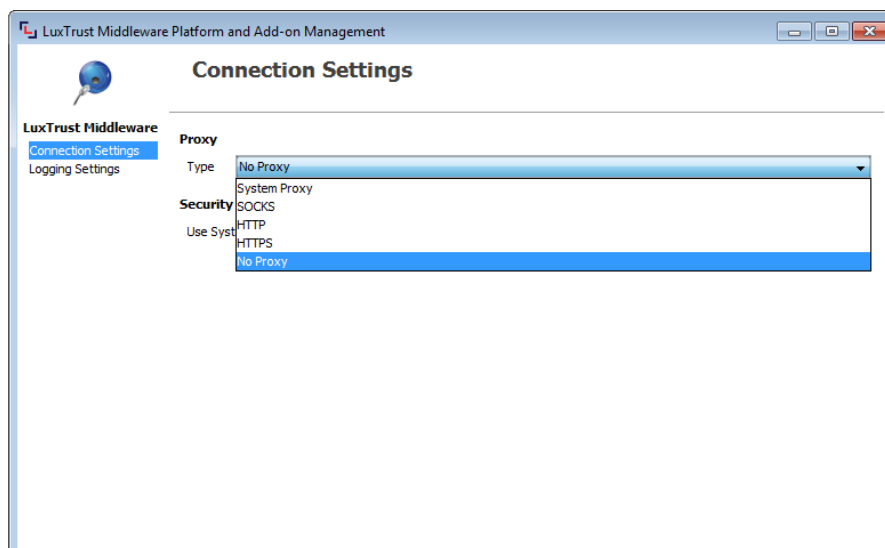 LuxTrust Middleware Platform and Add-on Management
Connection Settings
LuxTrust Middleware
Connection Settings
Logging Settings
Proxy
Type No Proxy
System Proxy
SOCKS
HTTP
HTTPS
No Proxy
Security
Use Syst